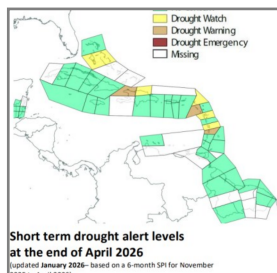 Drought Watch
Drought Warning
Drought Emergency
Missing
Short term drought alert levels
at the end of April 2026
(updated January 2026– based on a 6-month SPI for November